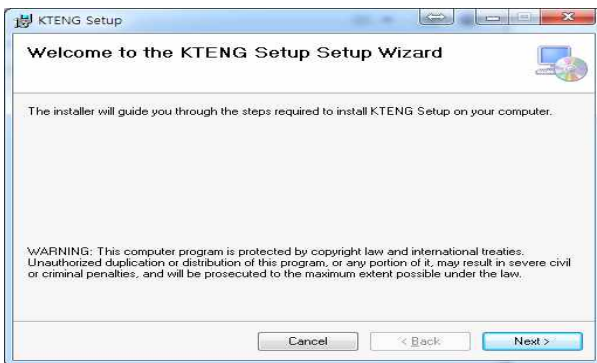 KTENG Setup
Welcome to the KTENG Setup Setup Wizard
The installer will guide you through the steps required to install KTENG Setup on your computer.
WARNING: This computer program is protected by copyright law and international treaties.
Unauthorized duplication or distribution of this program, or any portion of it, may result in severe civil
or criminal penalties, and will be prosecuted to the maximum extent possible under the law.
Cancel
< Back
Next >